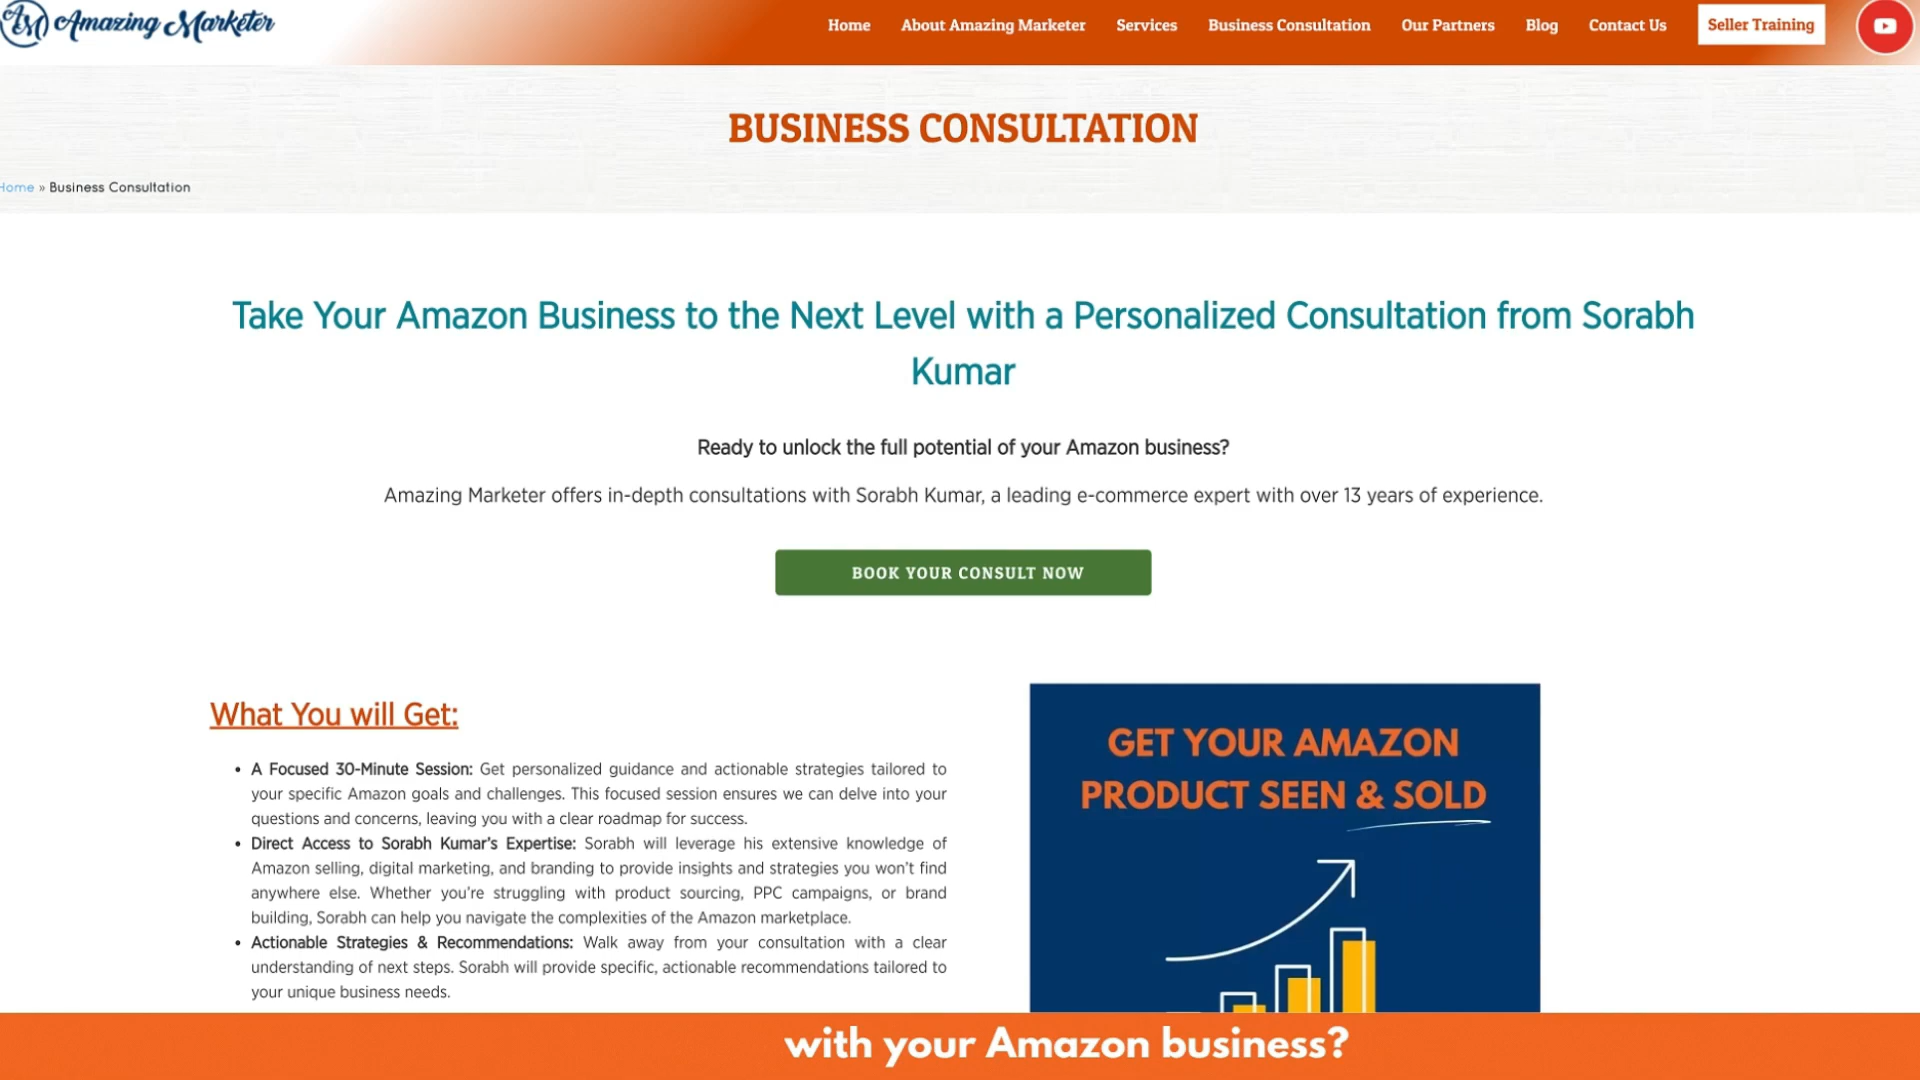 AM Amazing Marketer
Home About Amazing Marketer Services Business Consultation Our Partners Blog Contact Us Seller Training
BUSINESS CONSULTATION
Home » Business Consultation
Take Your Amazon Business to the Next Level with a Personalized Consultation from Sorabh
Kumar
Ready to unlock the full potential of your Amazon business?
Amazing Marketer offers in-depth consultations with Sorabh Kumar, a leading e-commerce expert with over 13 years of experience.
BOOK YOUR CONSULT NOW
What You will Get:
• A Focused 30-Minute Session: Get personalized guidance and actionable strategies tailored to
your specific Amazon goals and challenges. This focused session ensures we can delve into your
questions and concerns, leaving you with a clear roadmap for success.
• Direct Access to Sorabh Kumar’s Expertise: Sorabh will leverage his extensive knowledge of
Amazon selling, digital marketing, and branding to provide insights and strategies you won’t find
anywhere else. Whether you’re struggling with product sourcing, PPC campaigns, or brand
building, Sorabh can help you navigate the complexities of the Amazon marketplace.
• Actionable Strategies & Recommendations: Walk away from your consultation with a clear
understanding of next steps. Sorabh will provide specific, actionable recommendations tailored to
your unique business needs.
GET YOUR AMAZON
PRODUCT SEEN & SOLD
with your Amazon business?